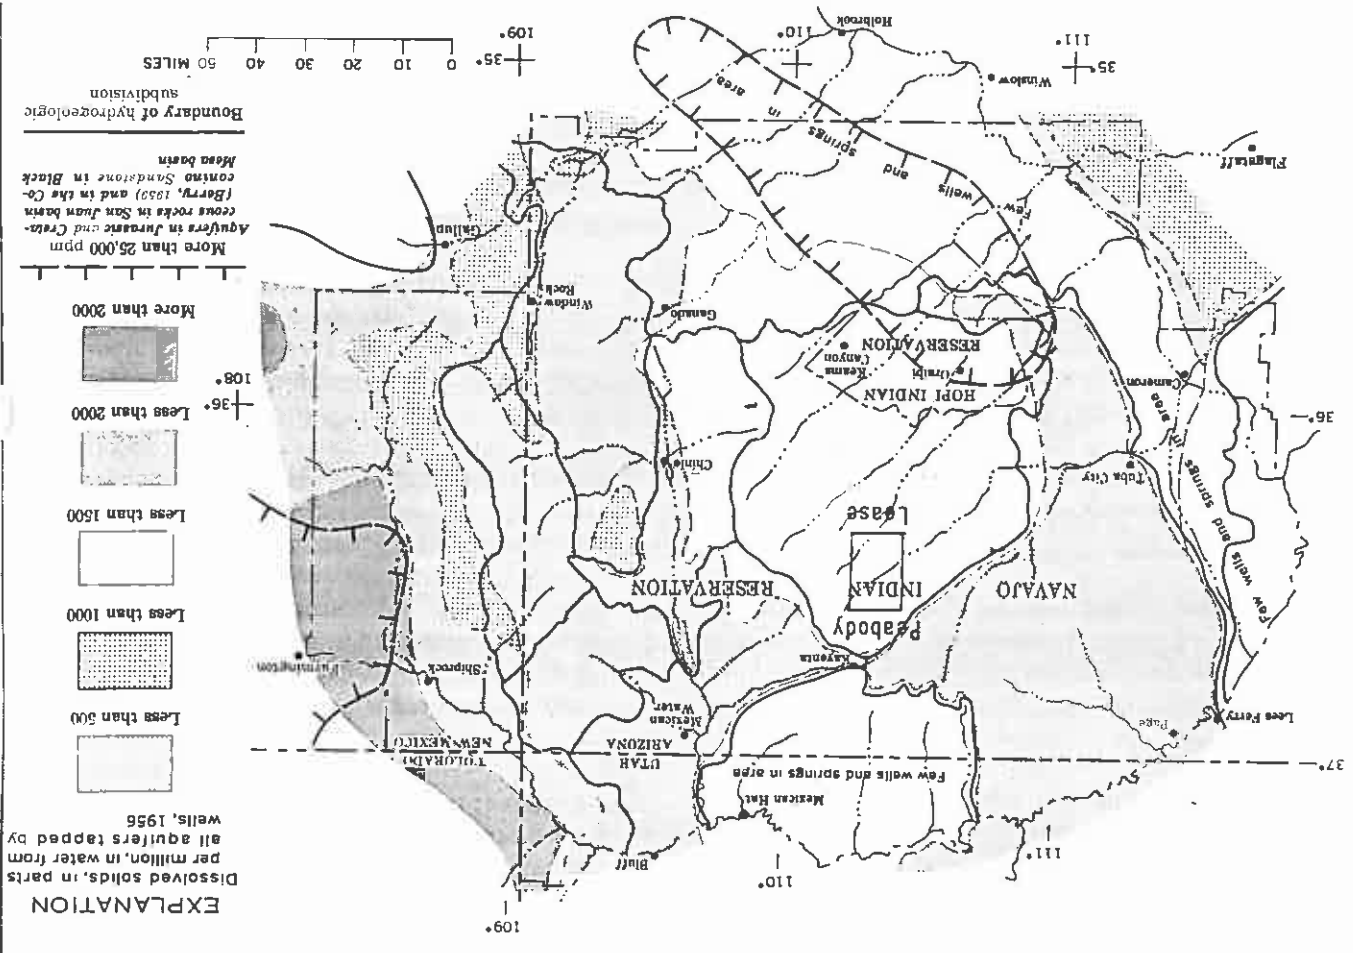 EXPLANATION
Dissolved solids, in parts
per million, in water from
all aquifers tapped by
wells, 1956
Less than 500
Less than 1000
Less than 1500
Less than 2000
More than 2000
More than 25,000 ppm
Aquifers in Jurassic and Creta-
ceous rocks in San Juan basin
(Berry, 1959) and in the Co-
conino Sandstone in Black
Mesa basin
Boundary of hydrogeologic
subdivision
0 10 20 30 40 50 MILES
111°
110°
109°
37°
Bluff
Mexican Hat
Few wells and springs in area
UTAH
ARIZONA
COLORADO
NEW MEXICO
Page
Lees Ferry
Mexican
Water
Kayenta
Shiprock
Farmington
Peabody
NAVAJO
INDIAN
RESERVATION
Lease
Few wells and springs in area
Tuba City
Chinle
36°
36°
108°
Cameron
HOPI INDIAN
RESERVATION
Oraibi
Keams
Canyon
Ganado
Window
Rock
Gallup
Few wells and springs in area
Flagstaff
Winslow
Holbrook
35°
111°
110°
35°
109°